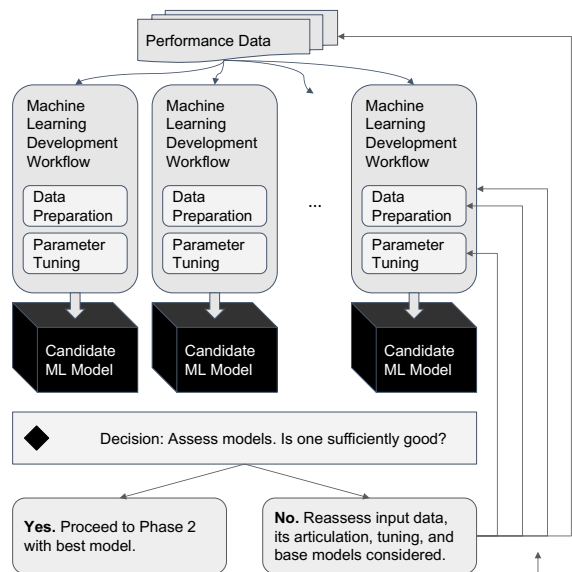 Performance Data
Machine
Learning
Development
Workflow
Data
Preparation
Parameter
Tuning
Candidate
ML Model
Machine
Learning
Development
Workflow
Data
Preparation
Parameter
Tuning
Candidate
ML Model
...
Machine
Learning
Development
Workflow
Data
Preparation
Parameter
Tuning
Candidate
ML Model
Decision: Assess models. Is one sufficiently good?
Yes. Proceed to Phase 2
with best model.
No. Reassess input data,
its articulation, tuning, and
base models considered.